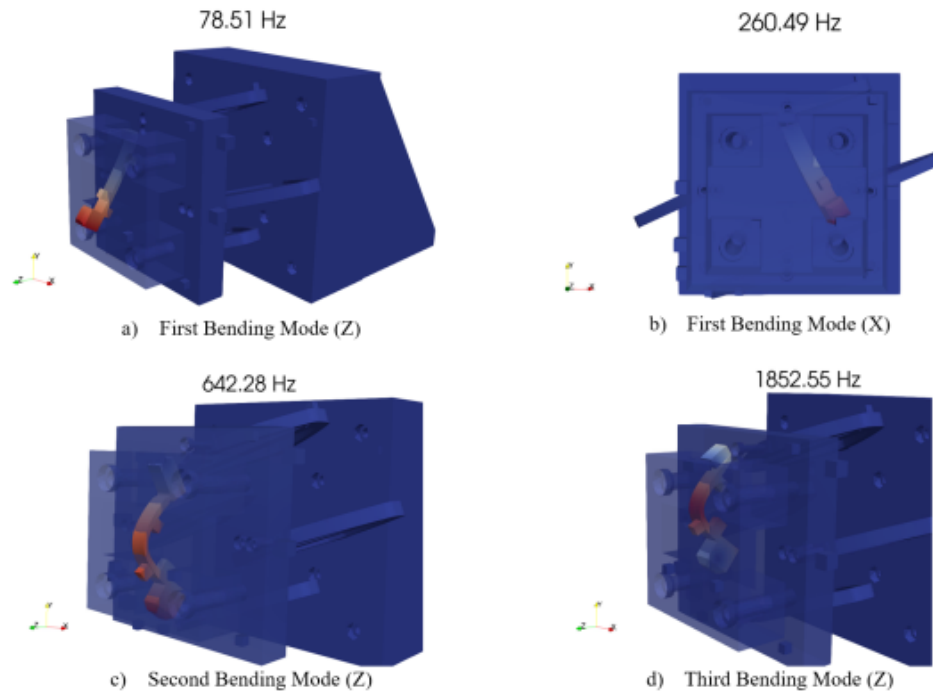 78.51 Hz
260.49 Hz
Y
Z
X
Y
Z
X
a) First Bending Mode (Z)
b) First Bending Mode (X)
642.28 Hz
1852.55 Hz
Y
Z
X
Y
Z
X
c) Second Bending Mode (Z)
d) Third Bending Mode (Z)